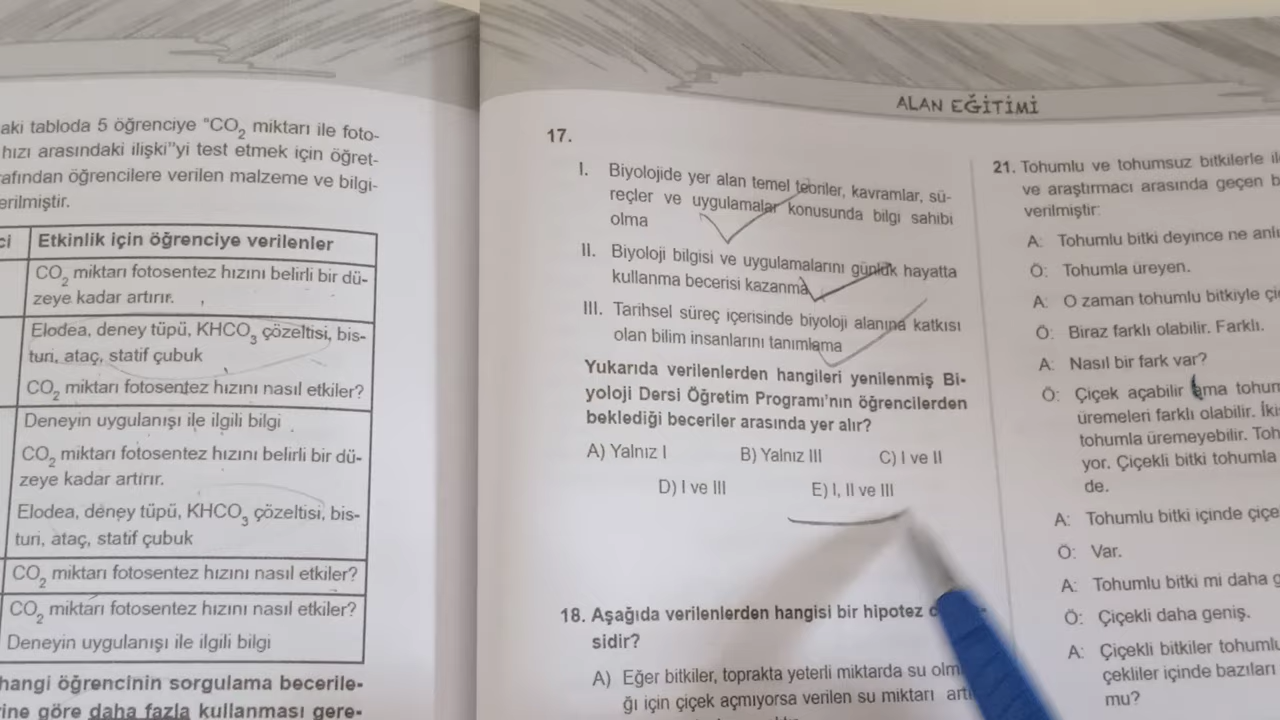 aki tabloda 5 öğrenciye "CO2 miktarı ile foto-
hızı arasındaki ilişki"yi test etmek için öğret-
afından öğrencilere verilen malzeme ve bilgi-
erilmiştir.
ci Etkinlik için öğrenciye verilenler
CO2 miktarı fotosentez hızını belirli bir dü-
zeye kadar artırır.
Elodea, deney tüpü, KHCO3 çözeltisi, bis-
turi, ataç, statif çubuk
CO2 miktarı fotosentez hızını nasıl etkiler?
Deneyin uygulanışı ile ilgili bilgi
CO2 miktarı fotosentez hızını belirli bir dü-
zeye kadar artırır.
Elodea, deney tüpü, KHCO3 çözeltisi, bis-
turi, ataç, statif çubuk
CO2 miktarı fotosentez hızını nasıl etkiler?
CO2 miktarı fotosentez hızını nasıl etkiler?
Deneyin uygulanışı ile ilgili bilgi
hangi öğrencinin sorgulama becerile-
rine göre daha fazla kullanması gere-
ALAN EĞİTİMİ
17.
I. Biyolojide yer alan temel teoriler, kavramlar, sü-
reçler ve uygulamalar konusunda bilgi sahibi
olma
II. Biyoloji bilgisi ve uygulamalarını günlük hayatta
kullanma becerisi kazanma
III. Tarihsel süreç içerisinde biyoloji alanına katkısı
olan bilim insanlarını tanımlama
Yukarıda verilenlerden hangileri yenilenmiş Bi-
yoloji Dersi Öğretim Programı'nın öğrencilerden
beklediği beceriler arasında yer alır?
A) Yalnız I B) Yalnız III C) I ve II
D) I ve III E) I, II ve III
18. Aşağıda verilenlerden hangisi bir hipotez
sidir?
A) Eğer bitkiler, toprakta yeterli miktarda su olm
ğı için çiçek açmıyorsa verilen su miktarı artı
21. Tohumlu ve tohumsuz bitkilerle il
ve araştırmacı arasında geçen b
verilmiştir:
A: Tohumlu bitki deyince ne anlı
Ö: Tohumla üreyen.
A: O zaman tohumlu bitkiyle çi
Ö: Biraz farklı olabilir. Farklı.
A: Nasıl bir fark var?
Ö: Çiçek açabilir ama tohum
üremeleri farklı olabilir. İki
tohumla üremeyebilir. Toh
yor. Çiçekli bitki tohumla
de.
A: Tohumlu bitki içinde çiçe
Ö: Var.
A: Tohumlu bitki mi daha g
Ö: Çiçekli daha geniş.
A: Çiçekli bitkiler tohumlu
çekliler içinde bazıları
mu?